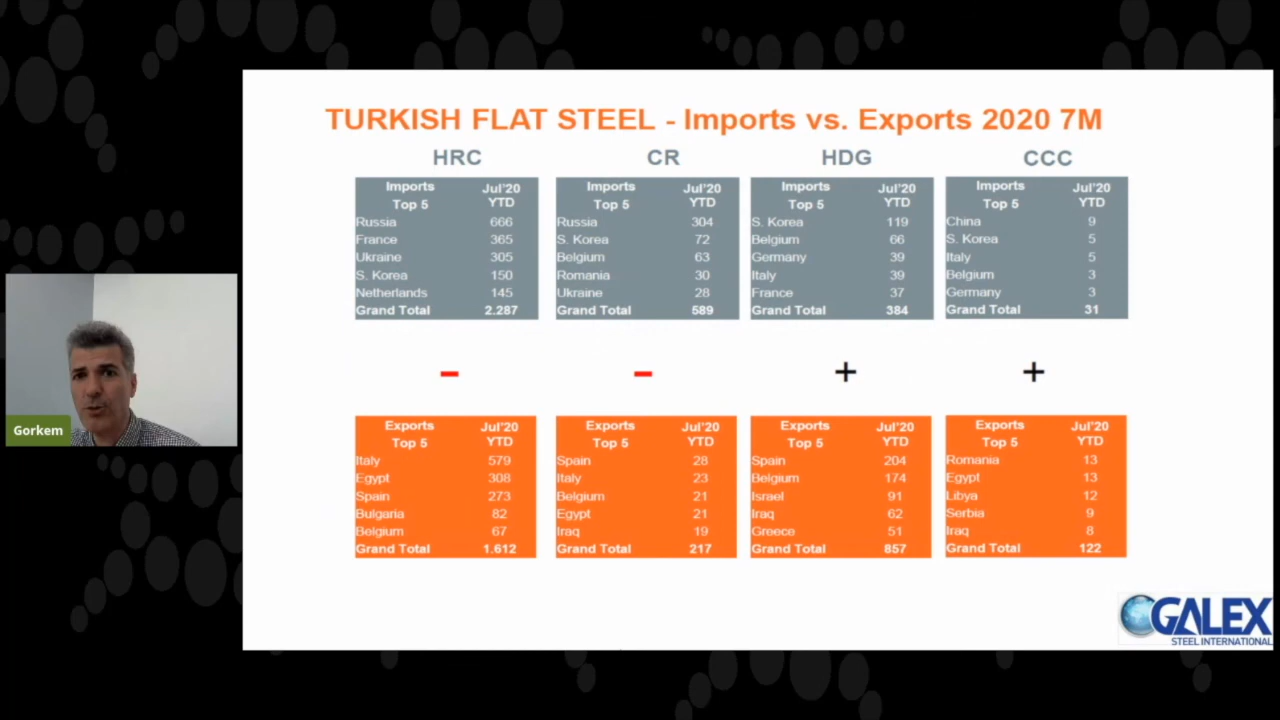 TURKISH FLAT STEEL - Imports vs. Exports 2020 7M
HRC
Imports Jul'20
Top 5 YTD
Russia 666
France 365
Ukraine 305
S. Korea 150
Netherlands 145
Grand Total 2.287
CR
Imports Jul'20
Top 5 YTD
Russia 304
S. Korea 72
Belgium 63
Romania 30
Ukraine 28
Grand Total 589
HDG
Imports Jul'20
Top 5 YTD
S. Korea 119
Belgium 66
Germany 39
Italy 39
France 37
Grand Total 384
CCC
Imports Jul'20
Top 5 YTD
China 9
S. Korea 5
Italy 5
Belgium 3
Germany 3
Grand Total 31
- - + +
Exports Jul'20
Top 5 YTD
Italy 579
Egypt 308
Spain 273
Bulgaria 82
Belgium 67
Grand Total 1.612
Exports Jul'20
Top 5 YTD
Spain 28
Italy 23
Belgium 21
Egypt 21
Iraq 19
Grand Total 217
Exports Jul'20
Top 5 YTD
Spain 204
Belgium 174
Israel 91
Iraq 62
Greece 51
Grand Total 857
Exports Jul'20
Top 5 YTD
Romania 13
Egypt 13
Libya 12
Serbia 9
Iraq 8
Grand Total 122
Gorkem
GALEX
STEEL INTERNATIONAL